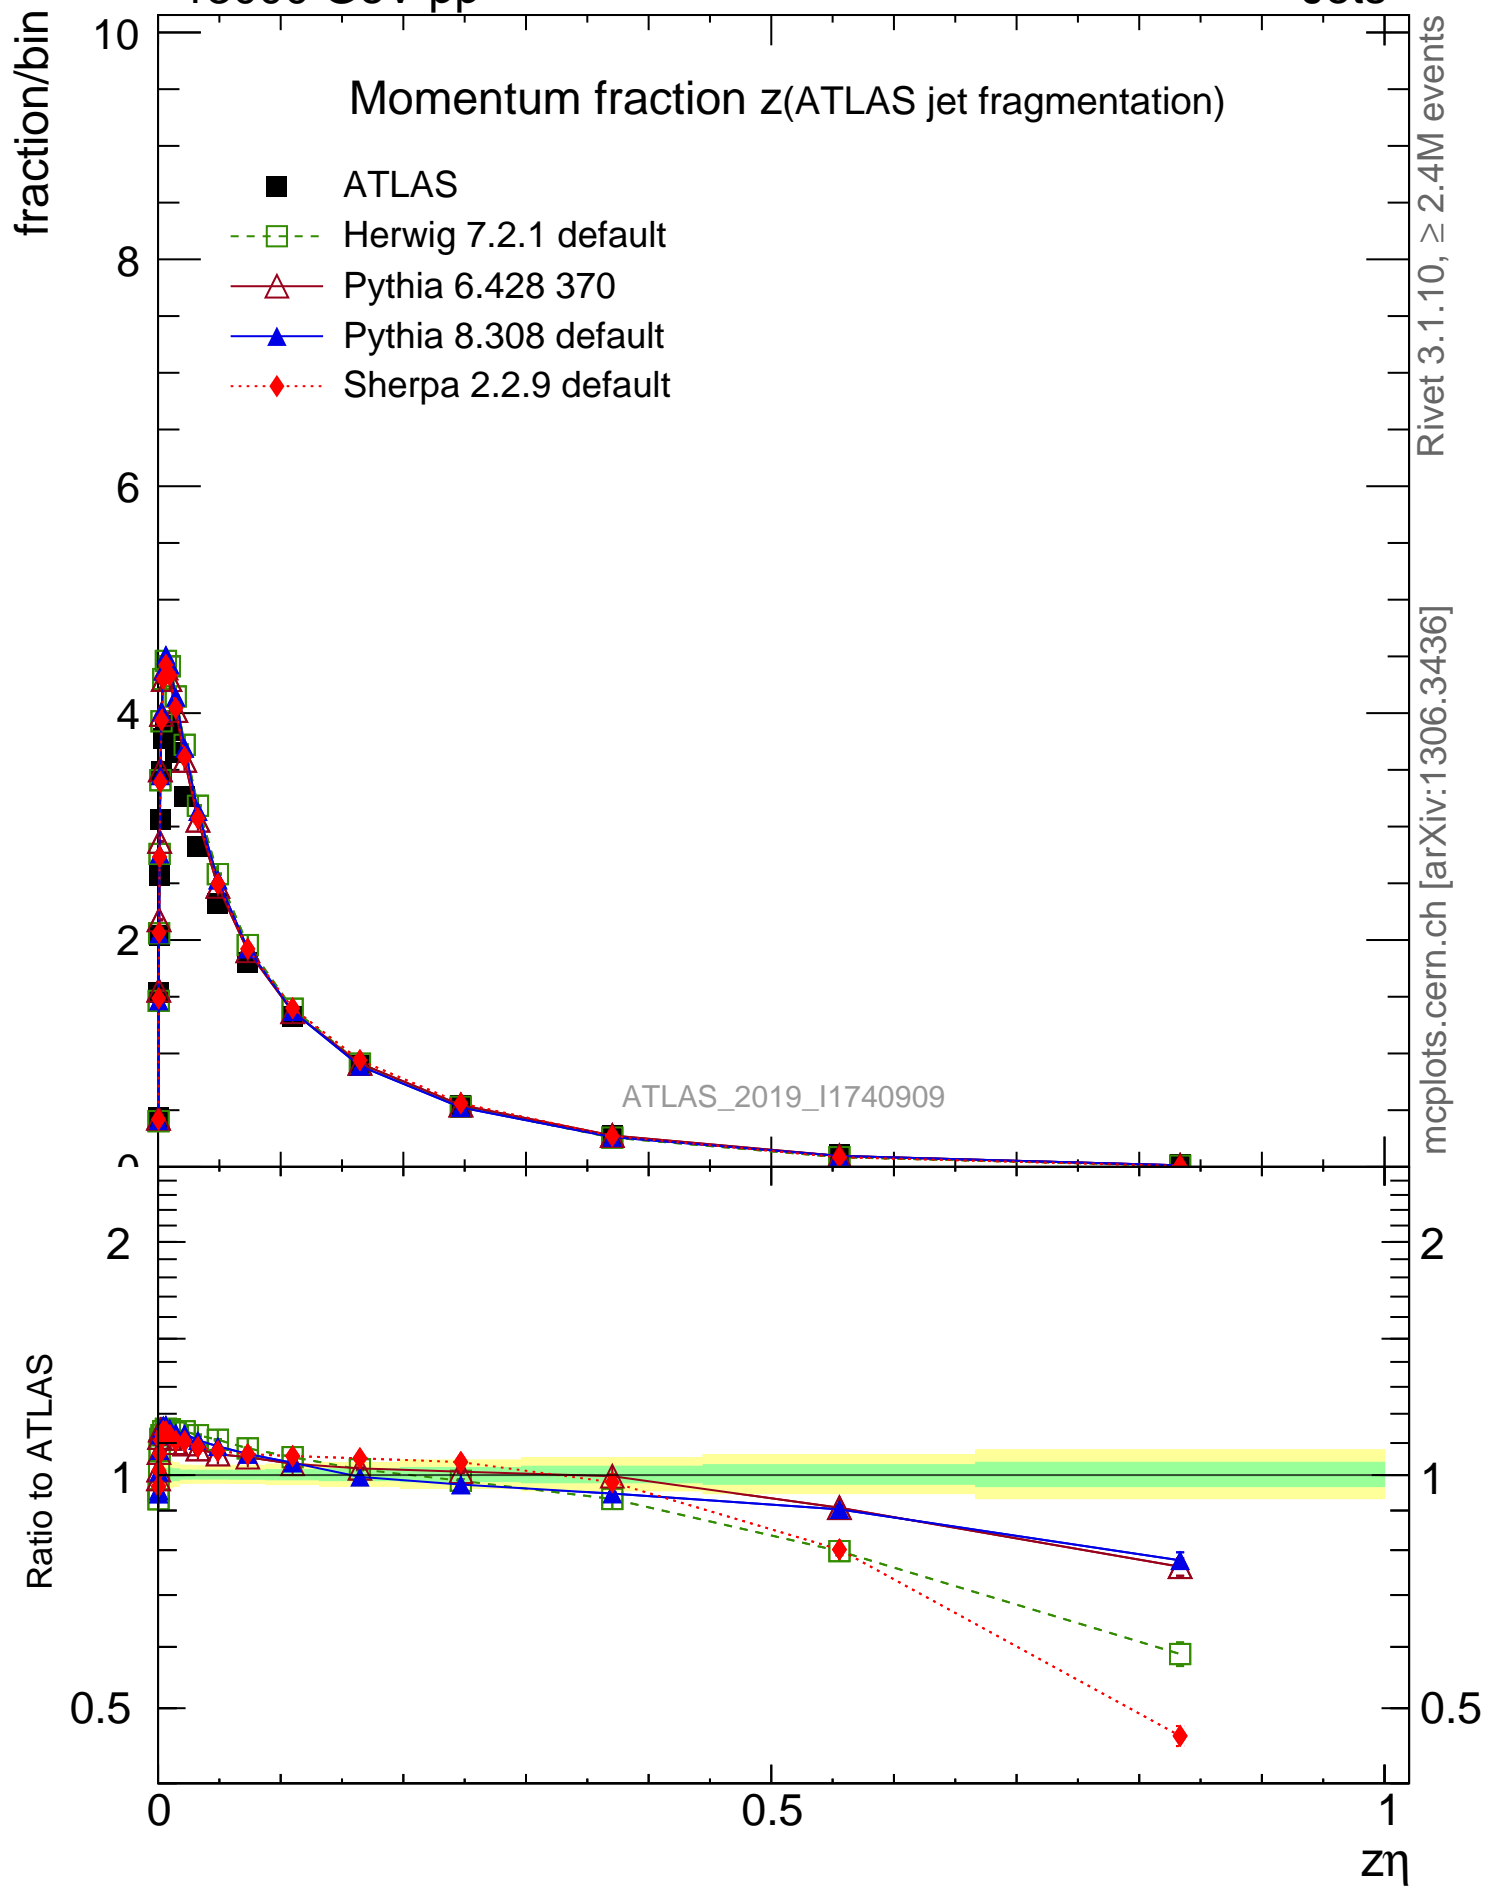 fraction/bin
10
8
6
4
2
Momentum fraction z(ATLAS jet fragmentation)
ATLAS
Herwig 7.2.1 default
Pythia 6.428 370
Pythia 8.308 default
Sherpa 2.2.9 default
ATLAS_2019_I1740909
Rivet 3.1.10, ≥ 2.4M events
mcplots.cern.ch [arXiv:1306.3436]
Ratio to ATLAS
2
1
0.5
2
1
0.5
0
0.5
1
zη